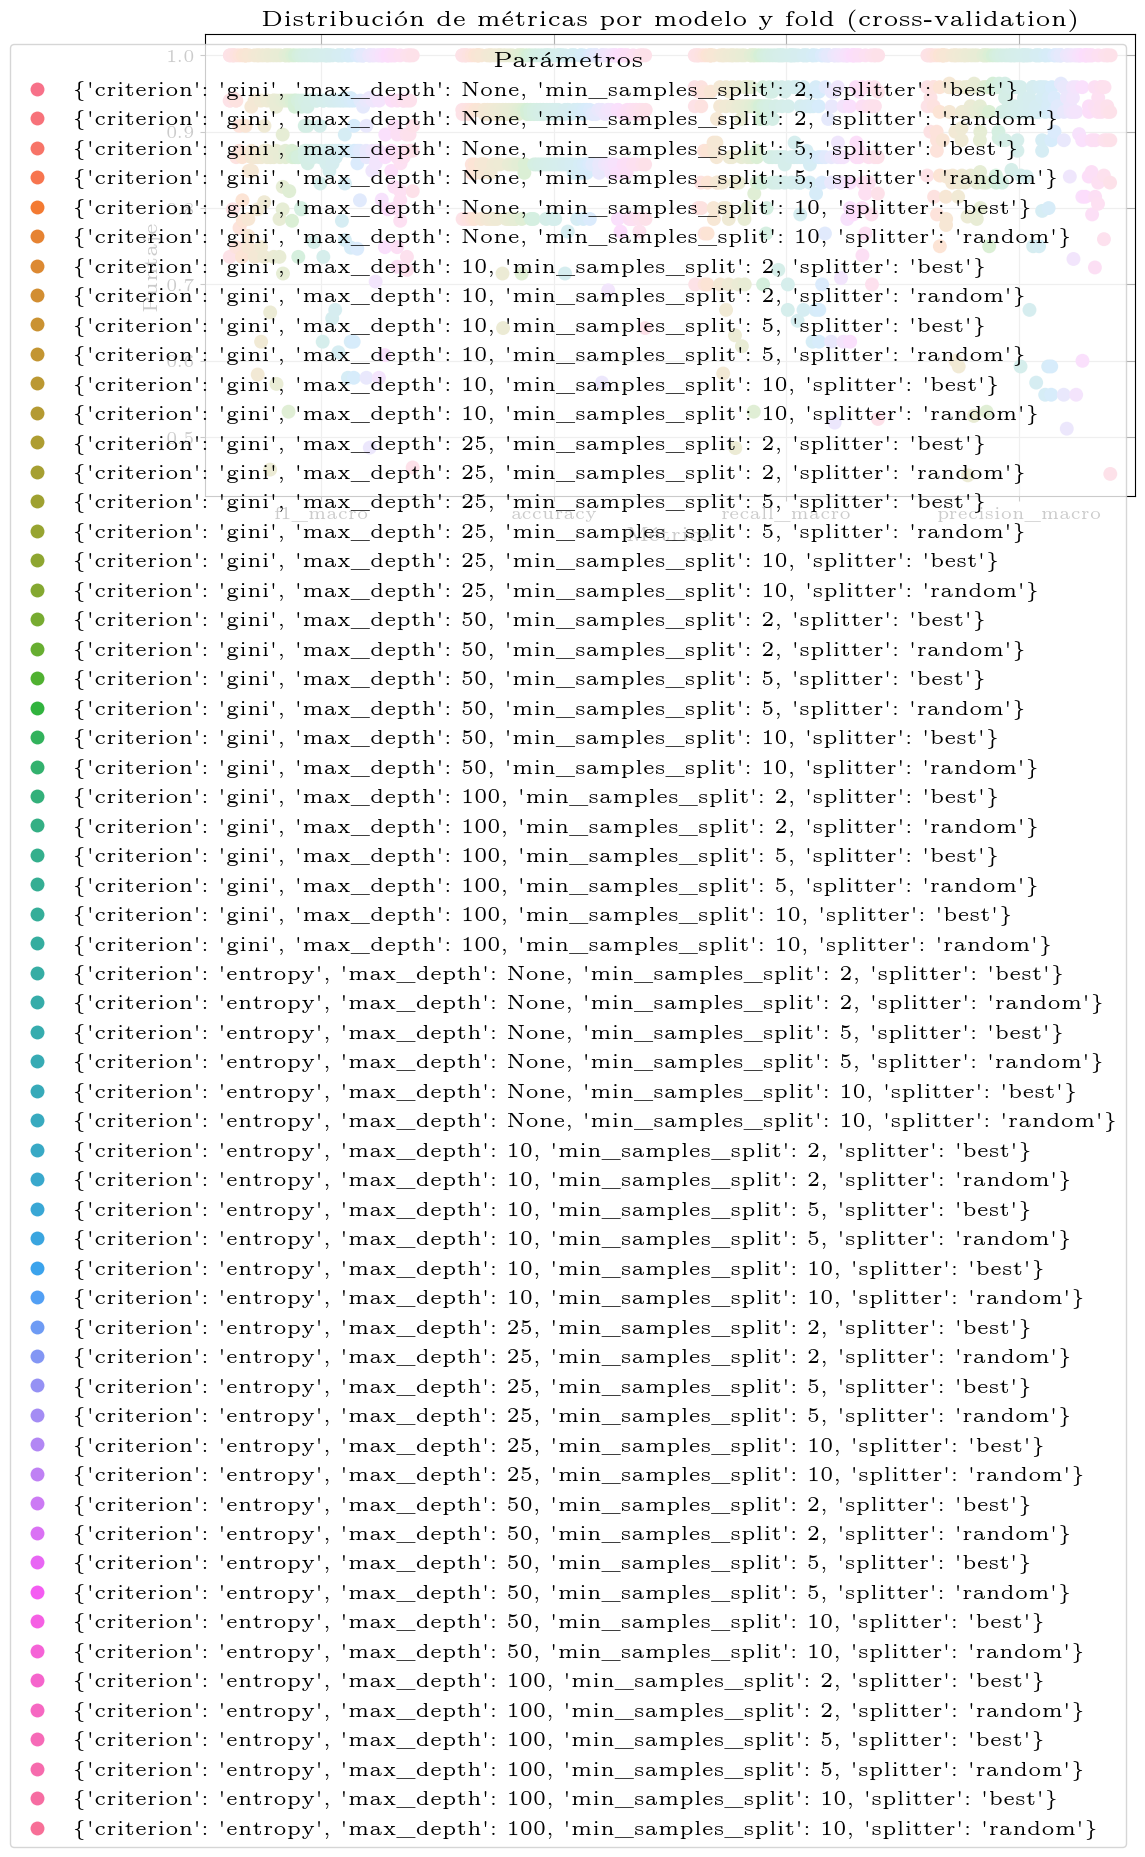 Distribución de métricas por modelo y fold (cross-validation)
Parámetros
1.0
{'criterion': 'gini', 'max_depth': None, 'min_samples_split': 2, 'splitter': 'best'}
{'criterion': 'gini', 'max_depth': None, 'min_samples_split': 2, 'splitter': 'random'}
0.9
{'criterion': 'gini', 'max_depth': None, 'min_samples_split': 5, 'splitter': 'best'}
{'criterion': 'gini', 'max_depth': None, 'min_samples_split': 5, 'splitter': 'random'}
{'criterion': 'gini', 'max_depth': None, 'min_samples_split': 10, 'splitter': 'best'}
{'criterion': 'gini', 'max_depth': None, 'min_samples_split': 10, 'splitter': 'random'}
{'criterion': 'gini', 'max_depth': 10, 'min_samples_split': 2, 'splitter': 'best'}
0.7
{'criterion': 'gini', 'max_depth': 10, 'min_samples_split': 2, 'splitter': 'random'}
{'criterion': 'gini', 'max_depth': 10, 'min_samples_split': 5, 'splitter': 'best'}
{'criterion': 'gini', 'max_depth': 10, 'min_samples_split': 5, 'splitter': 'random'}
0.6
{'criterion': 'gini', 'max_depth': 10, 'min_samples_split': 10, 'splitter': 'best'}
{'criterion': 'gini', 'max_depth': 10, 'min_samples_split': 10, 'splitter': 'random'}
0.5
{'criterion': 'gini', 'max_depth': 25, 'min_samples_split': 2, 'splitter': 'best'}
{'criterion': 'gini', 'max_depth': 25, 'min_samples_split': 2, 'splitter': 'random'}
{'criterion': 'gini', 'max_depth': 25, 'min_samples_split': 5, 'splitter': 'best'}
f1_macro accuracy recall_macro precision_macro
{'criterion': 'gini', 'max_depth': 25, 'min_samples_split': 5, 'splitter': 'random'}
{'criterion': 'gini', 'max_depth': 25, 'min_samples_split': 10, 'splitter': 'best'}
{'criterion': 'gini', 'max_depth': 25, 'min_samples_split': 10, 'splitter': 'random'}
{'criterion': 'gini', 'max_depth': 50, 'min_samples_split': 2, 'splitter': 'best'}
{'criterion': 'gini', 'max_depth': 50, 'min_samples_split': 2, 'splitter': 'random'}
{'criterion': 'gini', 'max_depth': 50, 'min_samples_split': 5, 'splitter': 'best'}
{'criterion': 'gini', 'max_depth': 50, 'min_samples_split': 5, 'splitter': 'random'}
{'criterion': 'gini', 'max_depth': 50, 'min_samples_split': 10, 'splitter': 'best'}
{'criterion': 'gini', 'max_depth': 50, 'min_samples_split': 10, 'splitter': 'random'}
{'criterion': 'gini', 'max_depth': 100, 'min_samples_split': 2, 'splitter': 'best'}
{'criterion': 'gini', 'max_depth': 100, 'min_samples_split': 2, 'splitter': 'random'}
{'criterion': 'gini', 'max_depth': 100, 'min_samples_split': 5, 'splitter': 'best'}
{'criterion': 'gini', 'max_depth': 100, 'min_samples_split': 5, 'splitter': 'random'}
{'criterion': 'gini', 'max_depth': 100, 'min_samples_split': 10, 'splitter': 'best'}
{'criterion': 'gini', 'max_depth': 100, 'min_samples_split': 10, 'splitter': 'random'}
{'criterion': 'entropy', 'max_depth': None, 'min_samples_split': 2, 'splitter': 'best'}
{'criterion': 'entropy', 'max_depth': None, 'min_samples_split': 2, 'splitter': 'random'}
{'criterion': 'entropy', 'max_depth': None, 'min_samples_split': 5, 'splitter': 'best'}
{'criterion': 'entropy', 'max_depth': None, 'min_samples_split': 5, 'splitter': 'random'}
{'criterion': 'entropy', 'max_depth': None, 'min_samples_split': 10, 'splitter': 'best'}
{'criterion': 'entropy', 'max_depth': None, 'min_samples_split': 10, 'splitter': 'random'}
{'criterion': 'entropy', 'max_depth': 10, 'min_samples_split': 2, 'splitter': 'best'}
{'criterion': 'entropy', 'max_depth': 10, 'min_samples_split': 2, 'splitter': 'random'}
{'criterion': 'entropy', 'max_depth': 10, 'min_samples_split': 5, 'splitter': 'best'}
{'criterion': 'entropy', 'max_depth': 10, 'min_samples_split': 5, 'splitter': 'random'}
{'criterion': 'entropy', 'max_depth': 10, 'min_samples_split': 10, 'splitter': 'best'}
{'criterion': 'entropy', 'max_depth': 10, 'min_samples_split': 10, 'splitter': 'random'}
{'criterion': 'entropy', 'max_depth': 25, 'min_samples_split': 2, 'splitter': 'best'}
{'criterion': 'entropy', 'max_depth': 25, 'min_samples_split': 2, 'splitter': 'random'}
{'criterion': 'entropy', 'max_depth': 25, 'min_samples_split': 5, 'splitter': 'best'}
{'criterion': 'entropy', 'max_depth': 25, 'min_samples_split': 5, 'splitter': 'random'}
{'criterion': 'entropy', 'max_depth': 25, 'min_samples_split': 10, 'splitter': 'best'}
{'criterion': 'entropy', 'max_depth': 25, 'min_samples_split': 10, 'splitter': 'random'}
{'criterion': 'entropy', 'max_depth': 50, 'min_samples_split': 2, 'splitter': 'best'}
{'criterion': 'entropy', 'max_depth': 50, 'min_samples_split': 2, 'splitter': 'random'}
{'criterion': 'entropy', 'max_depth': 50, 'min_samples_split': 5, 'splitter': 'best'}
{'criterion': 'entropy', 'max_depth': 50, 'min_samples_split': 5, 'splitter': 'random'}
{'criterion': 'entropy', 'max_depth': 50, 'min_samples_split': 10, 'splitter': 'best'}
{'criterion': 'entropy', 'max_depth': 50, 'min_samples_split': 10, 'splitter': 'random'}
{'criterion': 'entropy', 'max_depth': 100, 'min_samples_split': 2, 'splitter': 'best'}
{'criterion': 'entropy', 'max_depth': 100, 'min_samples_split': 2, 'splitter': 'random'}
{'criterion': 'entropy', 'max_depth': 100, 'min_samples_split': 5, 'splitter': 'best'}
{'criterion': 'entropy', 'max_depth': 100, 'min_samples_split': 5, 'splitter': 'random'}
{'criterion': 'entropy', 'max_depth': 100, 'min_samples_split': 10, 'splitter': 'best'}
{'criterion': 'entropy', 'max_depth': 100, 'min_samples_split': 10, 'splitter': 'random'}